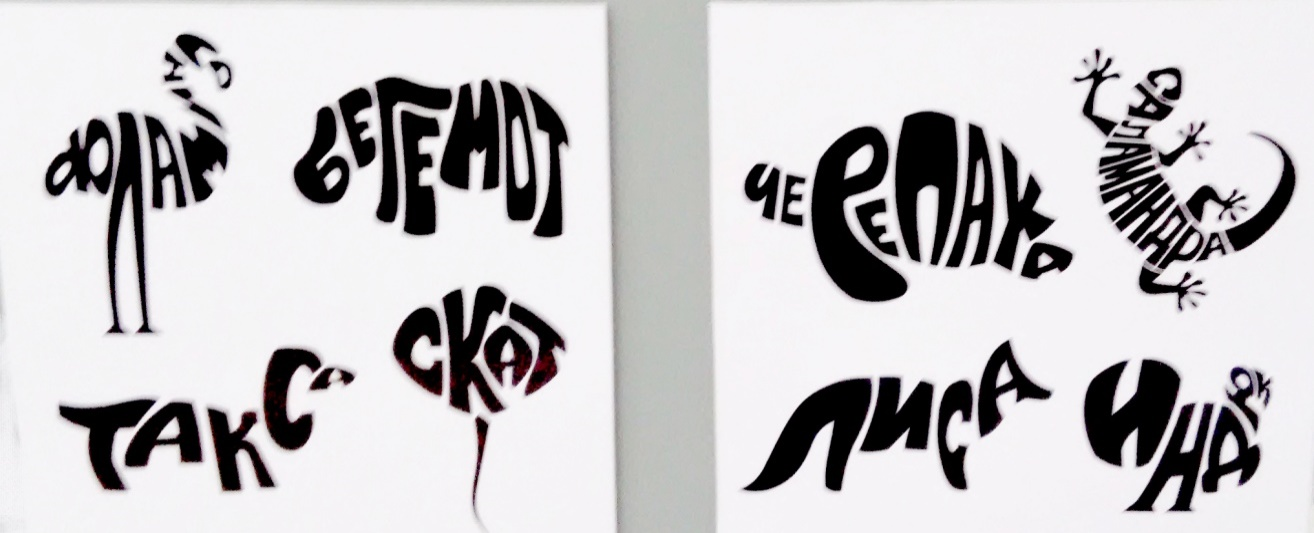 ФЛАМИНГО
БЕГЕМОТ
ТАКСА
СКАТ
ЧЕРЕПАХА
САЛАМАНДРА
ЛИСА
ИНДЮК